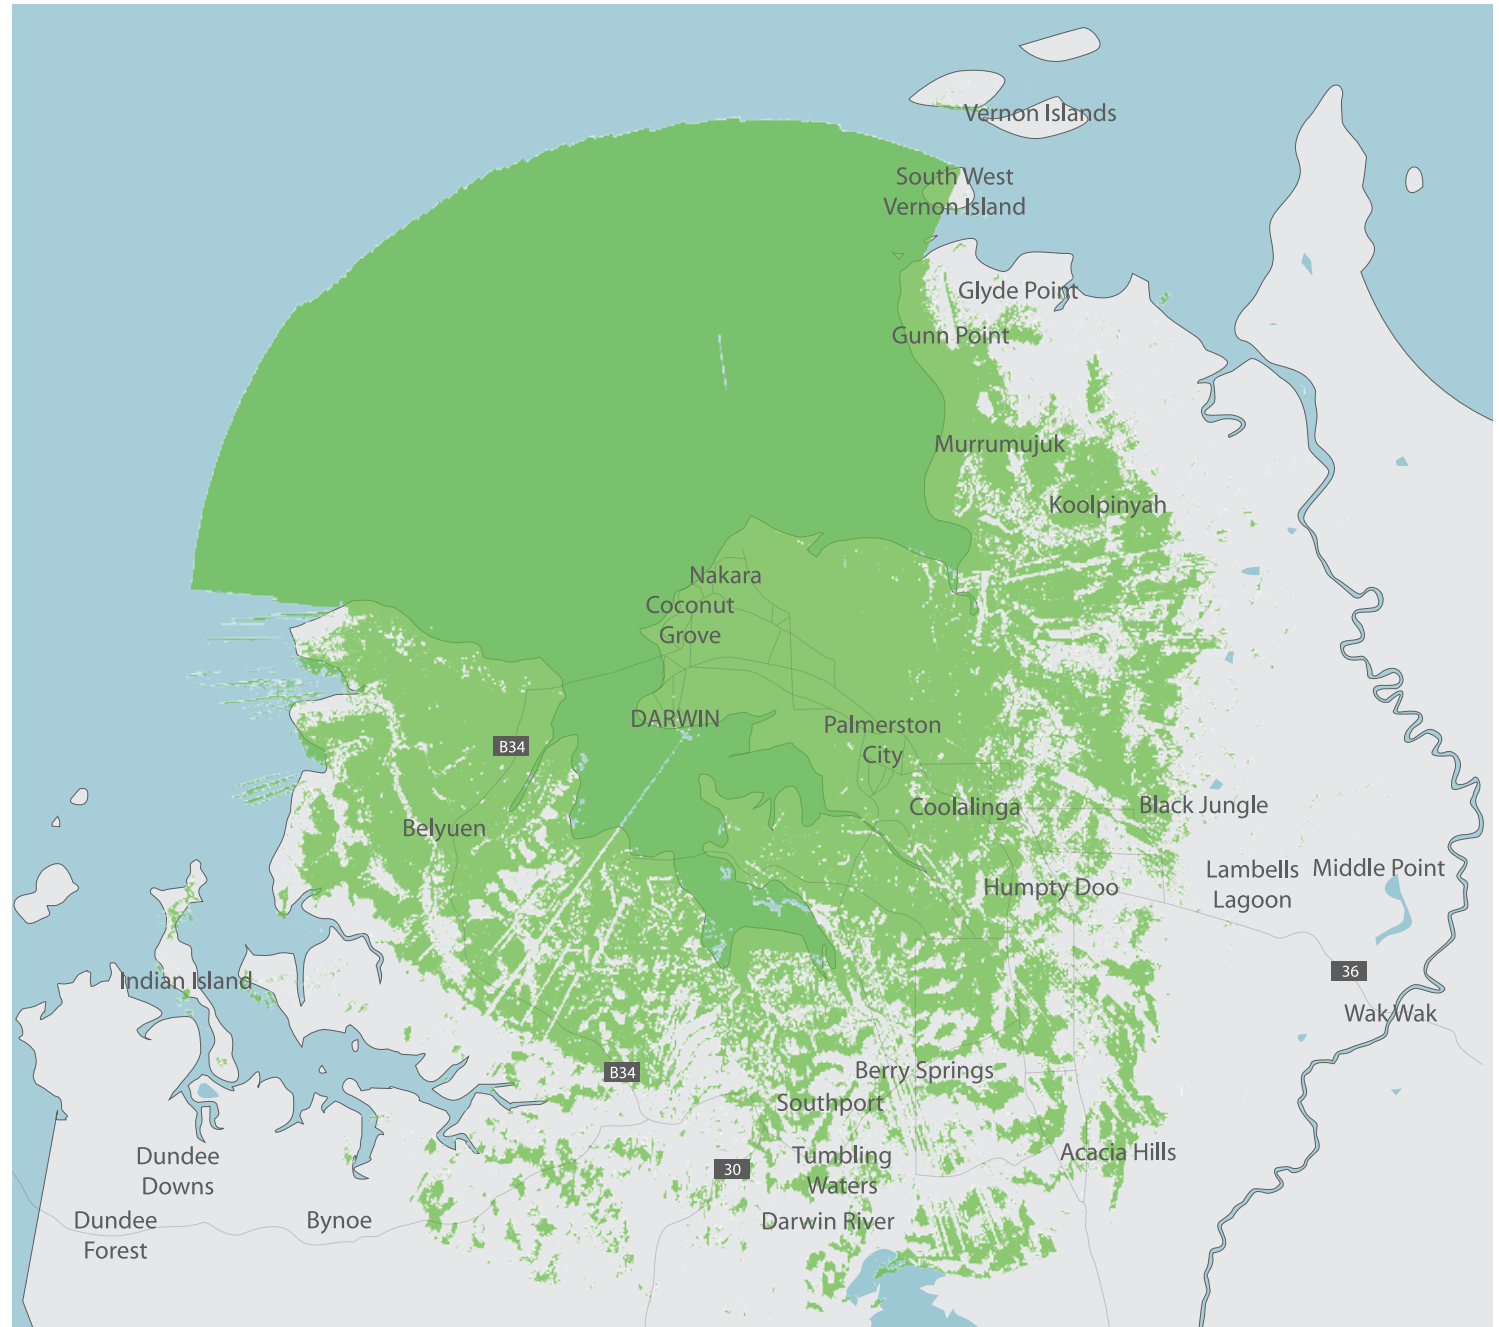 Vernon Islands
South West
Vernon Island
Glyde Point
Gunn Point
Murrumujuk
Koolpinyah
Nakara
Coconut
Grove
DARWIN
Palmerston
City
B34
Coolalinga
Black Jungle
Belyuen
Lambells
Lagoon
Middle Point
Humpty Doo
Indian Island
36
Wak Wak
B34
Berry Springs
Southport
Dundee
Downs
30
Tumbling
Waters
Acacia Hills
Dundee
Forest
Bynoe
Darwin River